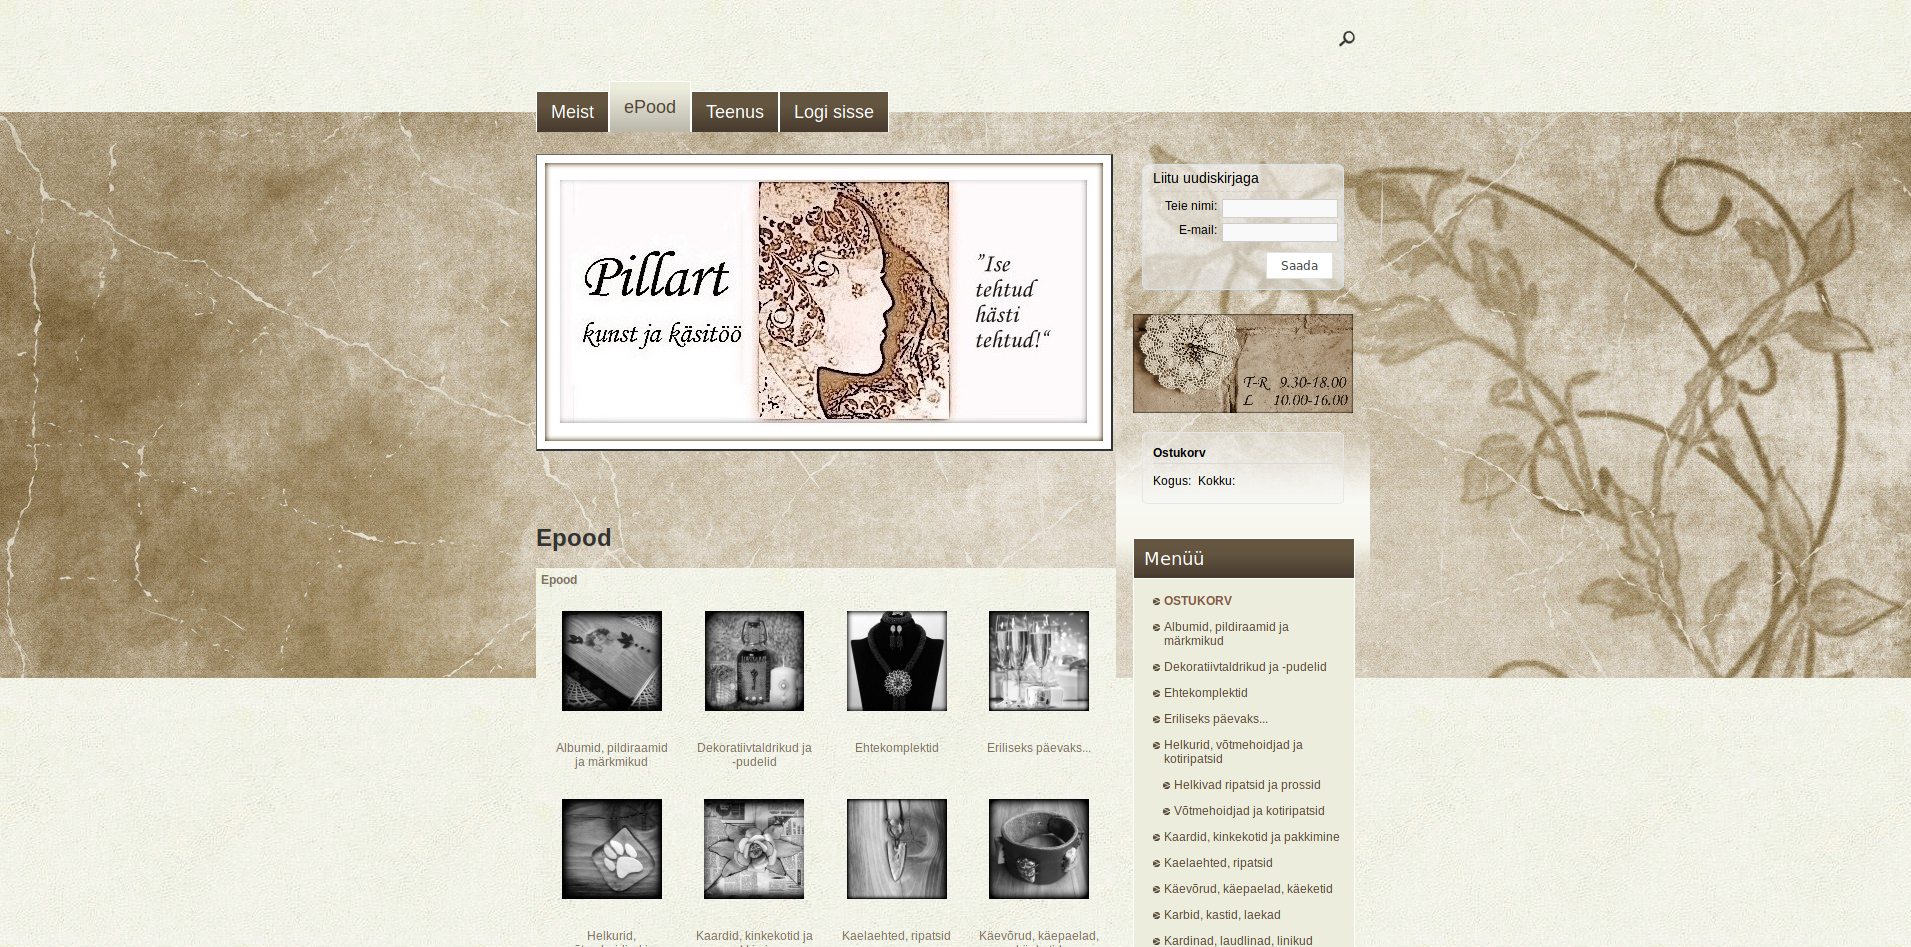 Meist
ePood
Teenus
Logi sisse
Pillart
kunst ja käsitöö
"Ise
tehtud
hästi
tehtud!"
Liitu uudiskirjaga
Teie nimi:
E-mail:
Saada
T-R 9.30-18.00
L 10.00-16.00
Ostukorv
Kogus: Kokku:
Epood
Epood
Albumid, pildiraamid
ja märkmikud
Dekoratiivtaldrikud ja
-pudelid
Ehtekomplektid
Eriliseks päevaks...
Helkurid,
Kaardid, kinkekotid ja
Kaelaehted, ripatsid
Käevõrud, käepaelad,
Menüü
OSTUKORV
Albumid, pildiraamid ja
märkmikud
Dekoratiivtaldrikud ja -pudelid
Ehtekomplektid
Eriliseks päevaks...
Helkurid, võtmehoidjad ja
kotiripatsid
Helkivad ripatsid ja prossid
Võtmehoidjad ja kotiripatsid
Kaardid, kinkekotid ja pakkimine
Kaelaehted, ripatsid
Käevõrud, käepaelad, käeketid
Karbid, kastid, laekad
Kardinad, laudlinad, linikud